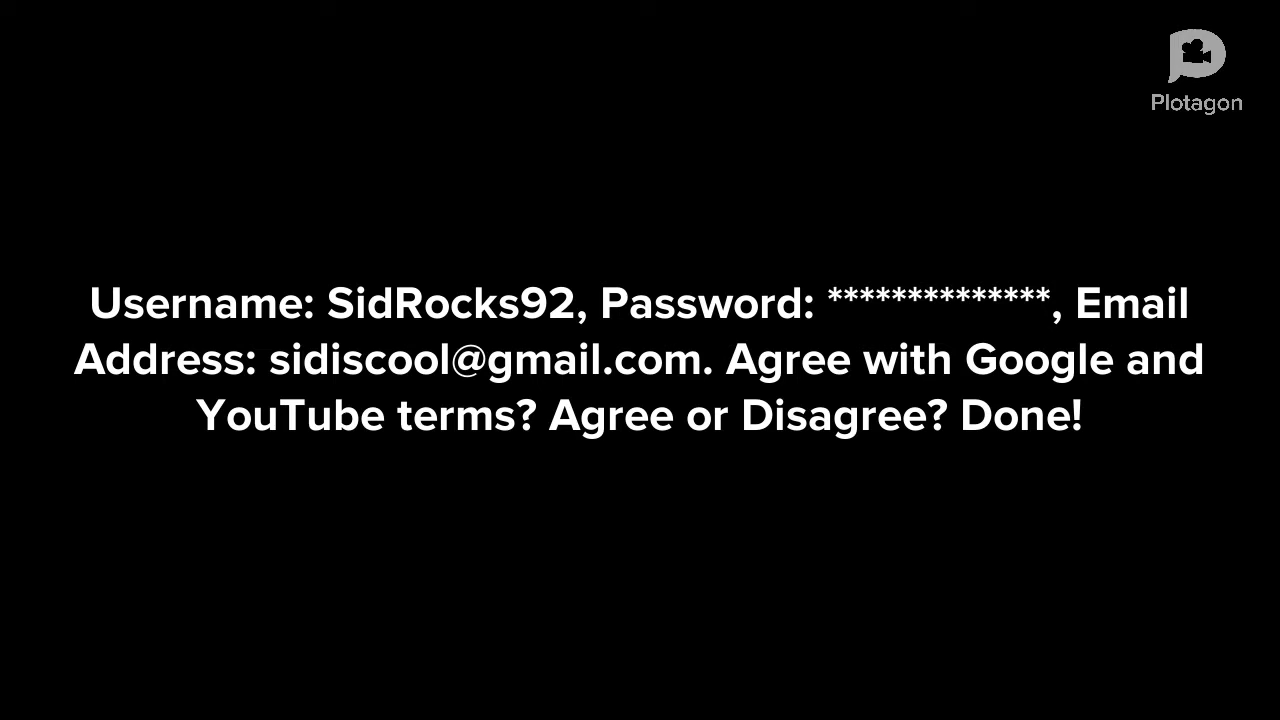 Plotagon
Username: SidRocks92, Password: **************, Email
Address: sidiscool@gmail.com. Agree with Google and
YouTube terms? Agree or Disagree? Done!